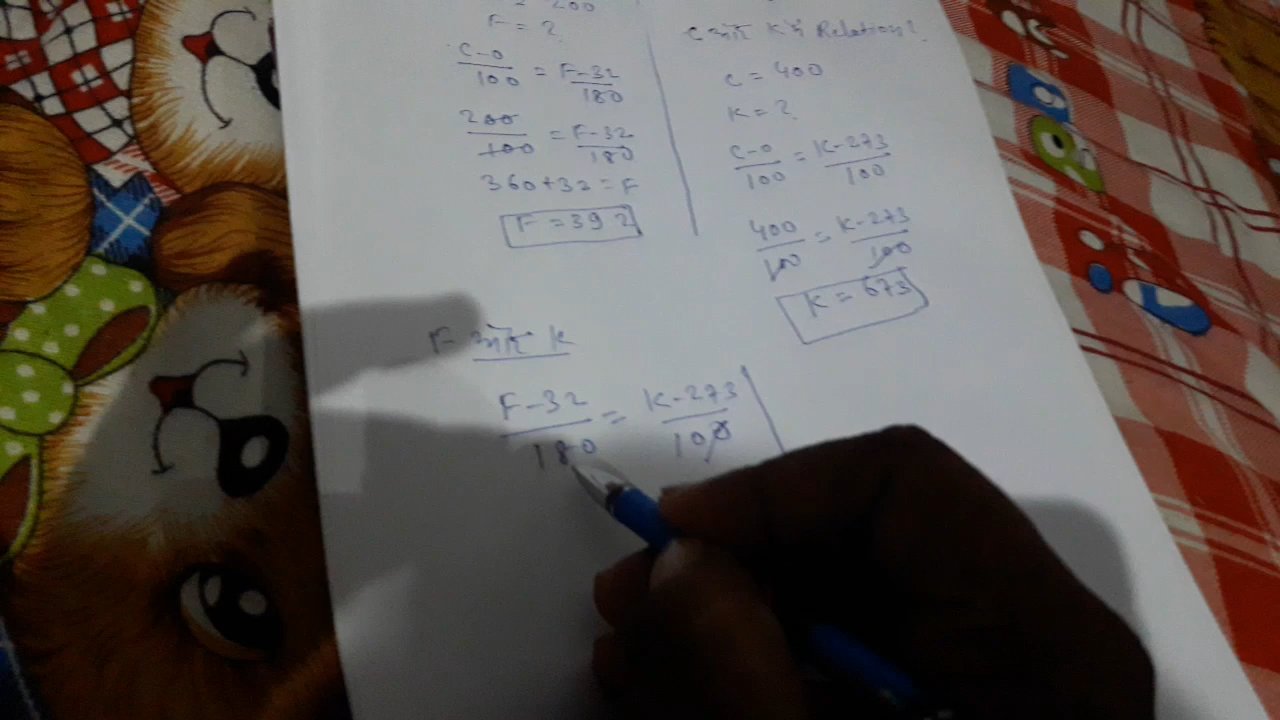 = 200
F = ?
C-0/100 = F-32/180
200/100 = F-32/180
360+32 = F
F = 392
C और K में Relation?
C = 400
K = ?
C-0/100 = K-273/100
400/100 = K-273/100
K = 673
F और K
F-32/180 = K-273/100